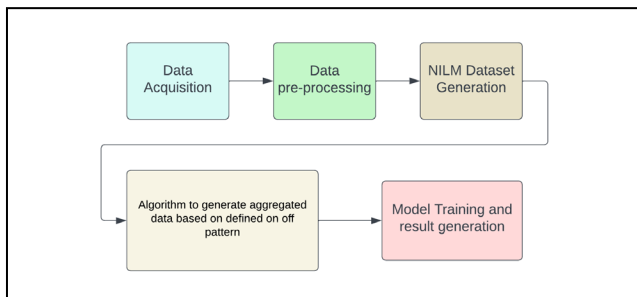 Data
Acquisition
Data
pre-processing
NILM Dataset
Generation
Algorithm to generate aggregated
data based on defined on off
pattern
Model Training and
result generation